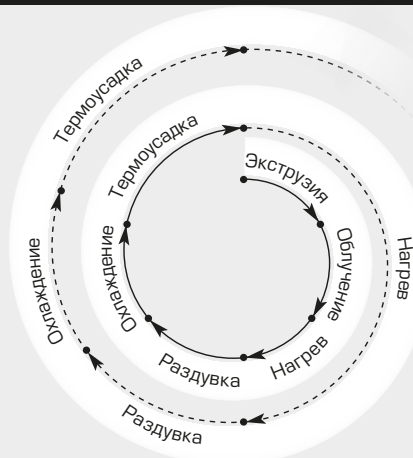 Экструзия
Облучение
Нагрев
Раздувка
Охлаждение
Термоусадка
Нагрев
Раздувка
Охлаждение
Термоусадка